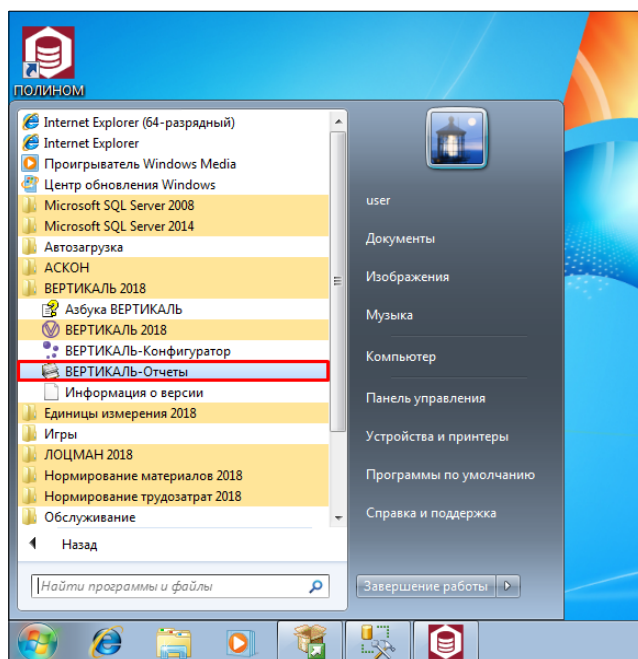 ПОЛИНОМ
Internet Explorer (64-разрядный)
Internet Explorer
Проигрыватель Windows Media
Центр обновления Windows
Microsoft SQL Server 2008
Microsoft SQL Server 2014
Автозагрузка
АСКОН
ВЕРТИКАЛЬ 2018
Азбука ВЕРТИКАЛЬ
ВЕРТИКАЛЬ 2018
ВЕРТИКАЛЬ-Конфигуратор
ВЕРТИКАЛЬ-Отчеты
Информация о версии
Единицы измерения 2018
Игры
ЛОЦМАН 2018
Нормирование материалов 2018
Нормирование трудозатрат 2018
Обслуживание
Назад
Найти программы и файлы
user
Документы
Изображения
Музыка
Компьютер
Панель управления
Устройства и принтеры
Программы по умолчанию
Справка и поддержка
Завершение работы